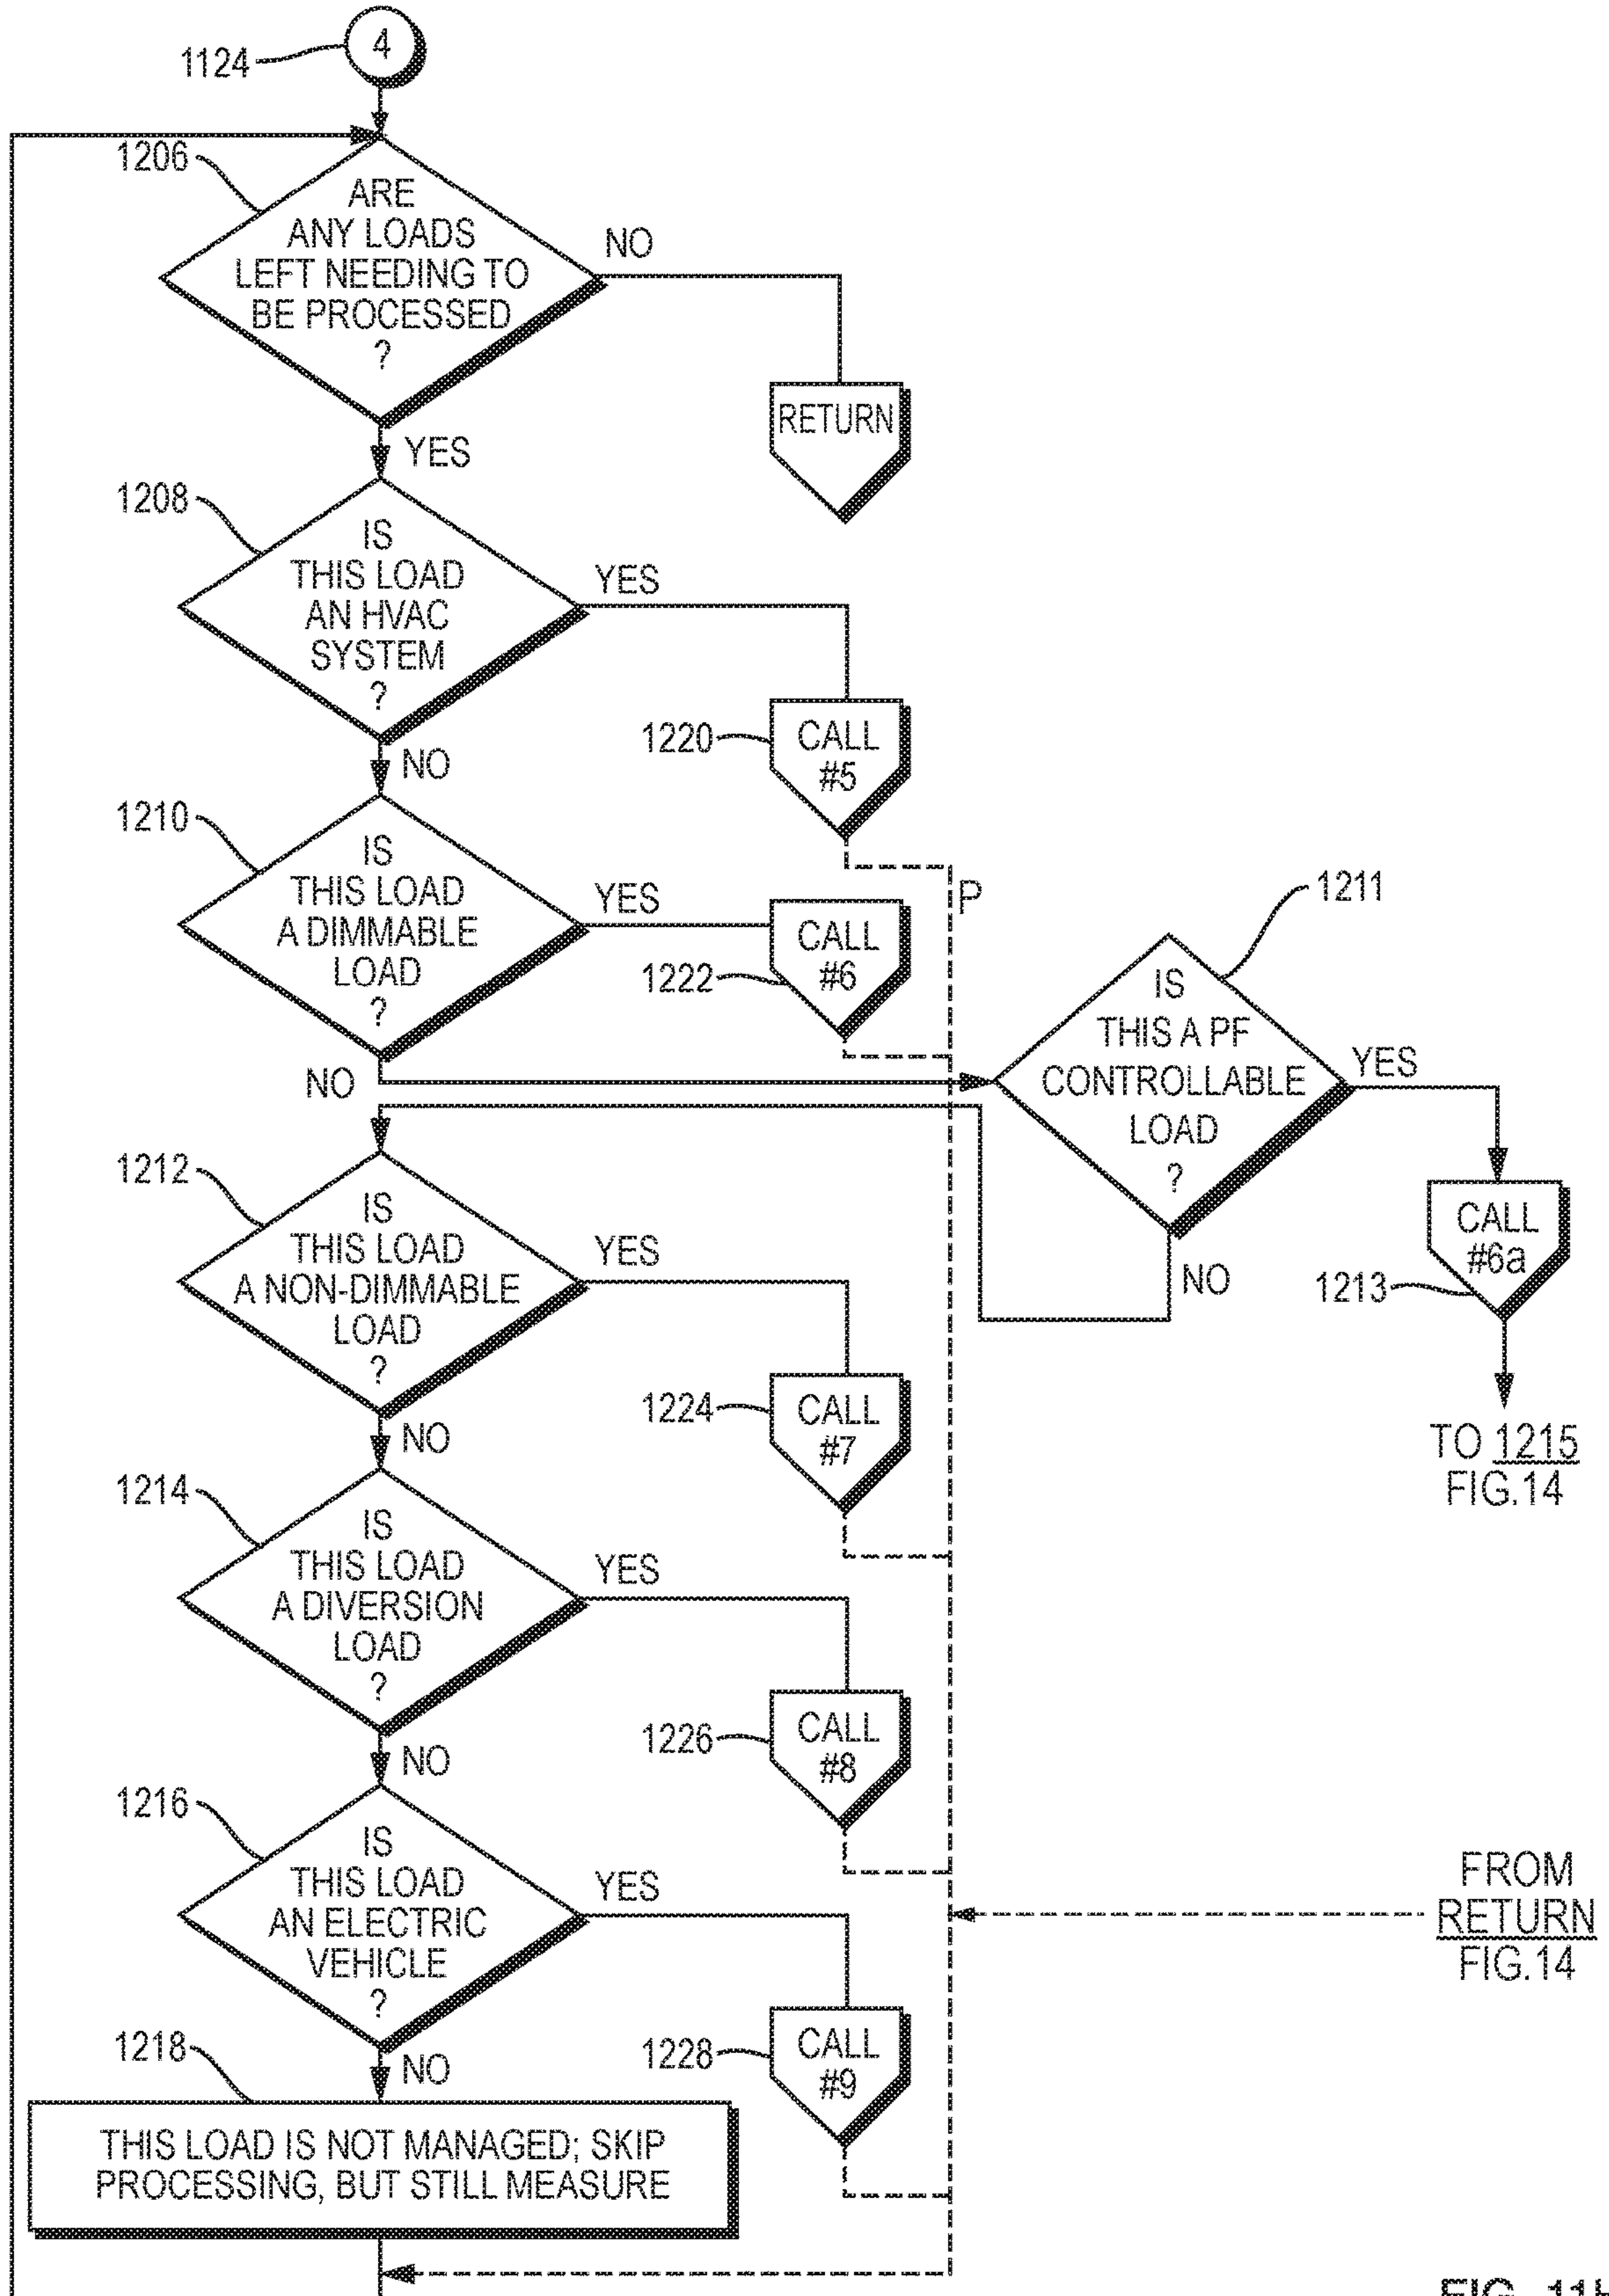 4
1124
1206
ARE
ANY LOADS
LEFT NEEDING TO
BE PROCESSED
?
NO
RETURN
YES
1208
IS
THIS LOAD
AN HVAC
SYSTEM
?
YES
1220
CALL
#5
NO
1210
IS
THIS LOAD
A DIMMABLE
LOAD
?
YES
CALL
#6
1222
P
NO
1211
IS
THIS A PF
CONTROLLABLE
LOAD
?
YES
CALL
#6a
1213
TO 1215
FIG.14
NO
1212
IS
THIS LOAD
A NON-DIMMABLE
LOAD
?
YES
1224
CALL
#7
NO
1214
IS
THIS LOAD
A DIVERSION
LOAD
?
YES
1226
CALL
#8
NO
1216
IS
THIS LOAD
AN ELECTRIC
VEHICLE
?
YES
FROM
RETURN
FIG.14
1228
CALL
#9
NO
1218
THIS LOAD IS NOT MANAGED; SKIP
PROCESSING, BUT STILL MEASURE